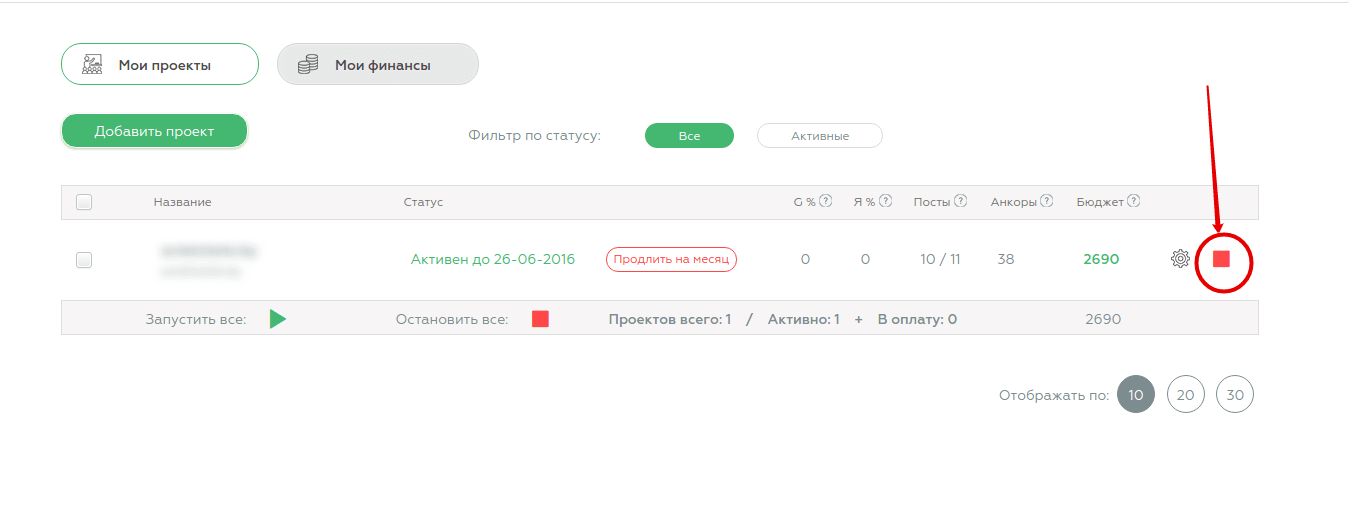 Мои проекты Мои финансы
Добавить проект Фильтр по статусу: Все Активные
Название Статус G % ? Я % ? Посты ? Анкоры ? Бюджет ?
Активен до 26-06-2016 Продлить на месяц 0 0 10 / 11 38 2690
Запустить все: Остановить все: Проектов всего: 1 / Активно: 1 + В оплату: 0 2690
Отображать по: 10 20 30